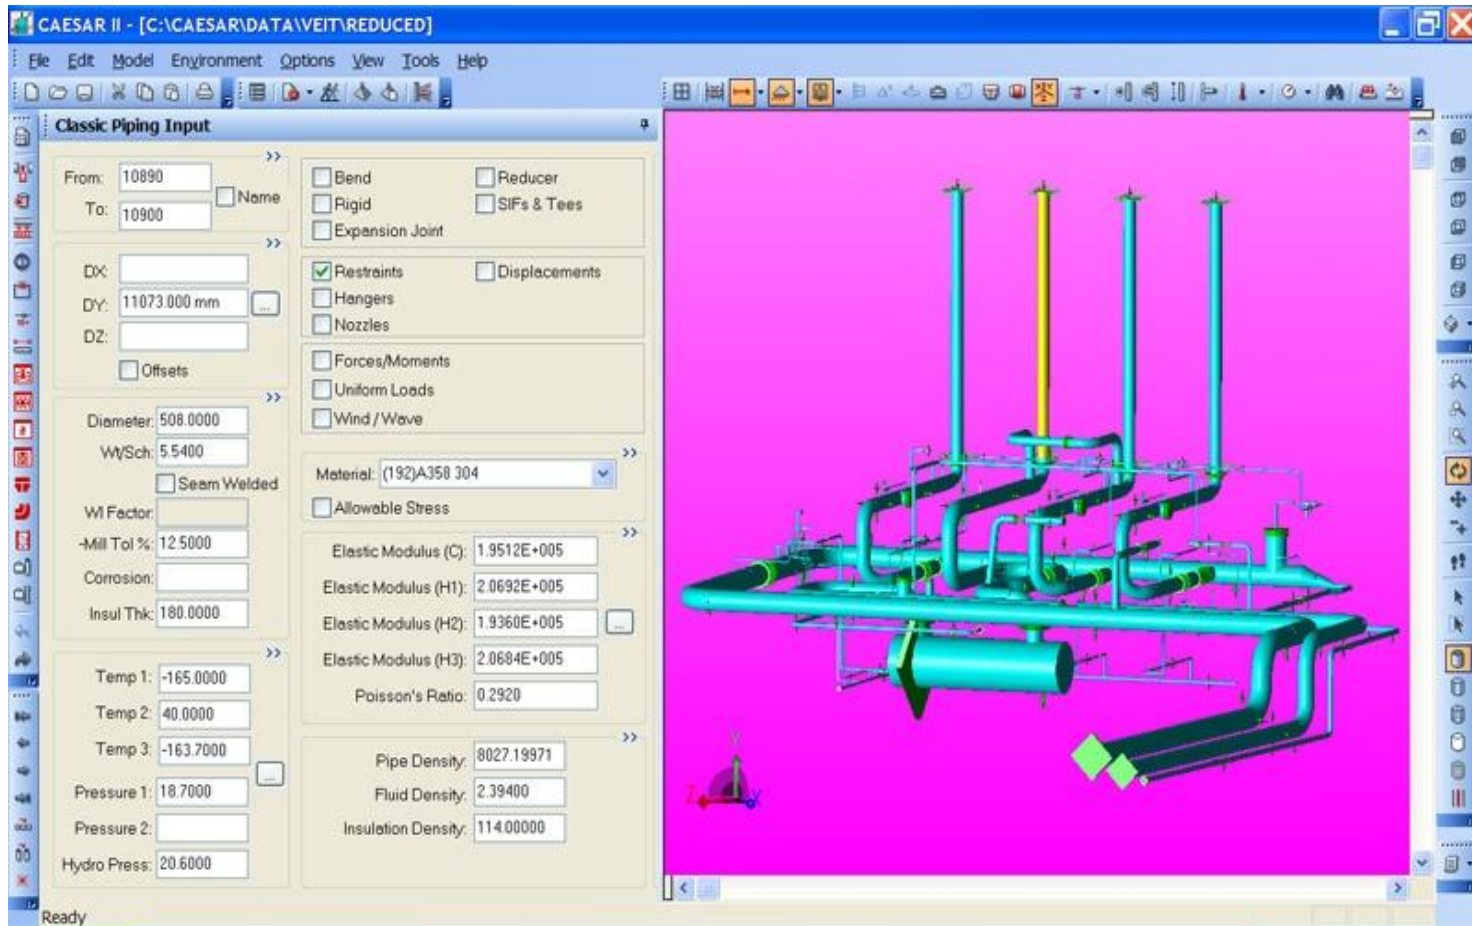 CAESAR II - [C:\CAESAR\DATA\VEIT\REDUCED]
File Edit Model Environment Options View Tools Help
Classic Piping Input
From: 10890
To: 10900
Name
DX:
DY: 11073.000 mm ...
DZ:
Offsets
Diameter: 508.0000
Wt/Sch: 5.5400
Seam Welded
Wl Factor:
-Mill Tol %: 12.5000
Corrosion:
Insul Thk: 180.0000
Temp 1: -165.0000
Temp 2: 40.0000
Temp 3: -163.7000
...
Pressure 1: 18.7000
Pressure 2:
Hydro Press: 20.6000
Bend Reducer
Rigid SIFs & Tees
Expansion Joint
Restraints Displacements
Hangers
Nozzles
Forces/Moments
Uniform Loads
Wind / Wave
Material: (192)A358 304
Allowable Stress
Elastic Modulus (C): 1.9512E+005
Elastic Modulus (H1): 2.0692E+005
Elastic Modulus (H2): 1.9360E+005 ...
Elastic Modulus (H3): 2.0684E+005
Poisson's Ratio: 0.2920
Pipe Density: 8027.19971
Fluid Density: 2.39400
Insulation Density: 114.00000
Y
Z X
Ready